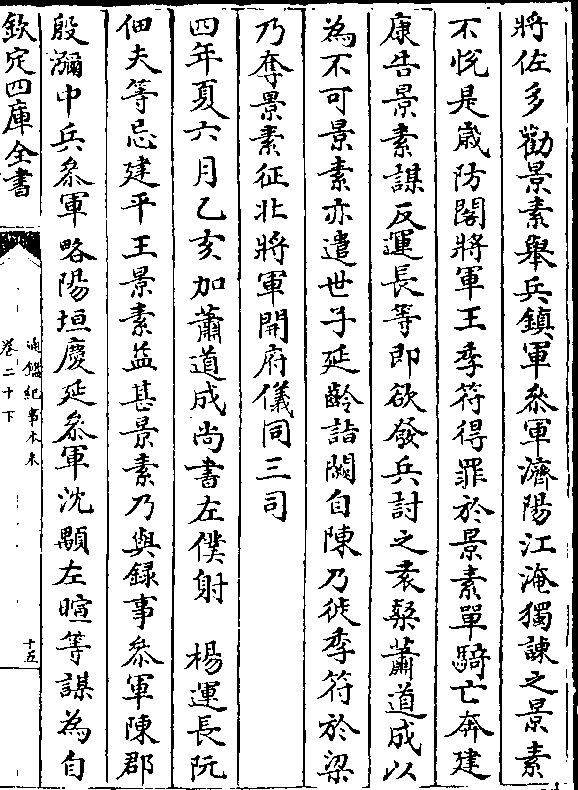 將佐多勸景素舉兵鎮軍叅軍濟陽江淹獨諫之景素
不悅是歳防閣將軍王季符得罪於景素單騎亡奔建
康告景素謀反運長等即欲發兵討之袁粲蕭道成以
為不可景素亦遣世子延齡詣闕自陳乃徙季符於梁
乃奪景素征北將軍開府儀同三司
四年夏六月乙亥加蕭道成尚書左僕射　楊運長阮
佃夫等忌建平王景素益甚景素乃與録事叅軍陳郡
殷濔中兵叅軍略陽垣慶延叅軍沈顒左暄等謀為自
欽定四庫全書
通鑑紀事本末
卷二十下
十五